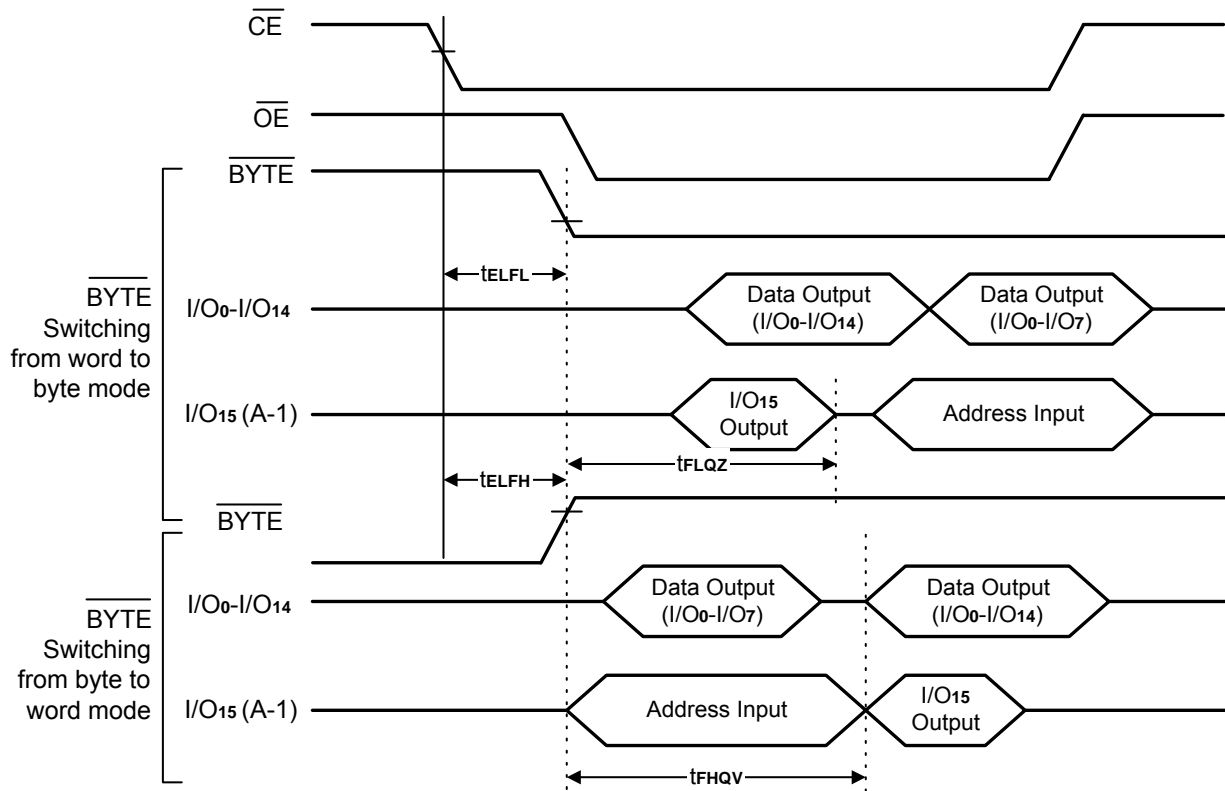 CE
OE
BYTE
BYTE
Switching
from word to
byte mode
tELFL
I/O0-I/O14
Data Output
(I/O0-I/O14)
Data Output
(I/O0-I/O7)
I/O15 (A-1)
I/O15
Output
Address Input
tELFH
tFLQZ
BYTE
BYTE
Switching
from byte to
word mode
I/O0-I/O14
Data Output
(I/O0-I/O7)
Data Output
(I/O0-I/O14)
I/O15 (A-1)
Address Input
I/O15
Output
tFHQV